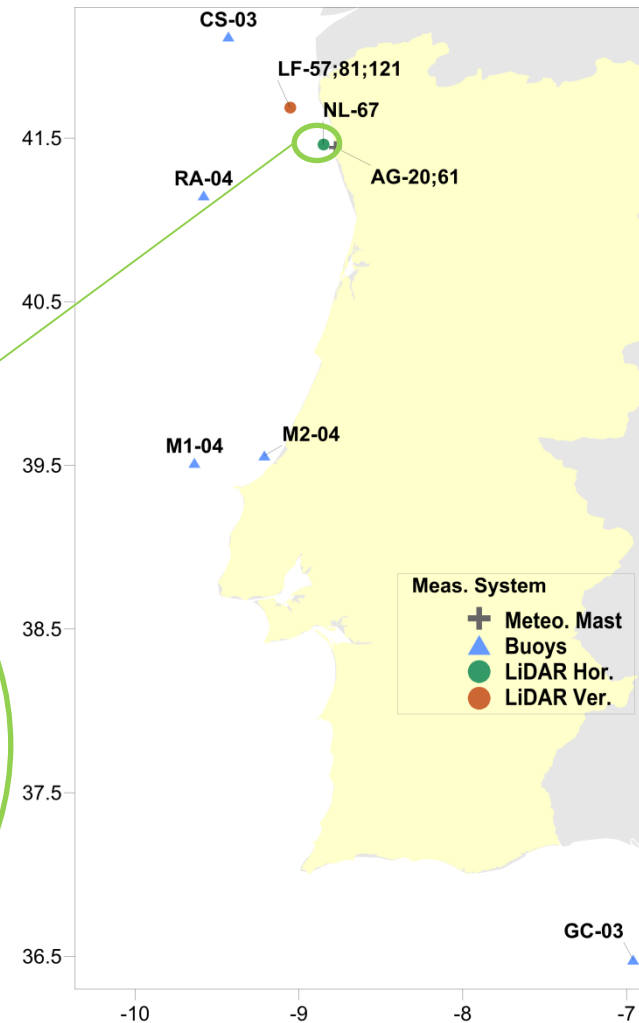 CS-03
LF-57;81;121
NL-67
41.5
AG-20;61
RA-04
40.5
M2-04
M1-04
39.5
Meas. System
Meteo. Mast
Buoys
38.5
LiDAR Hor.
LiDAR Ver.
37.5
GC-03
36.5
-10
-9
-8
-7